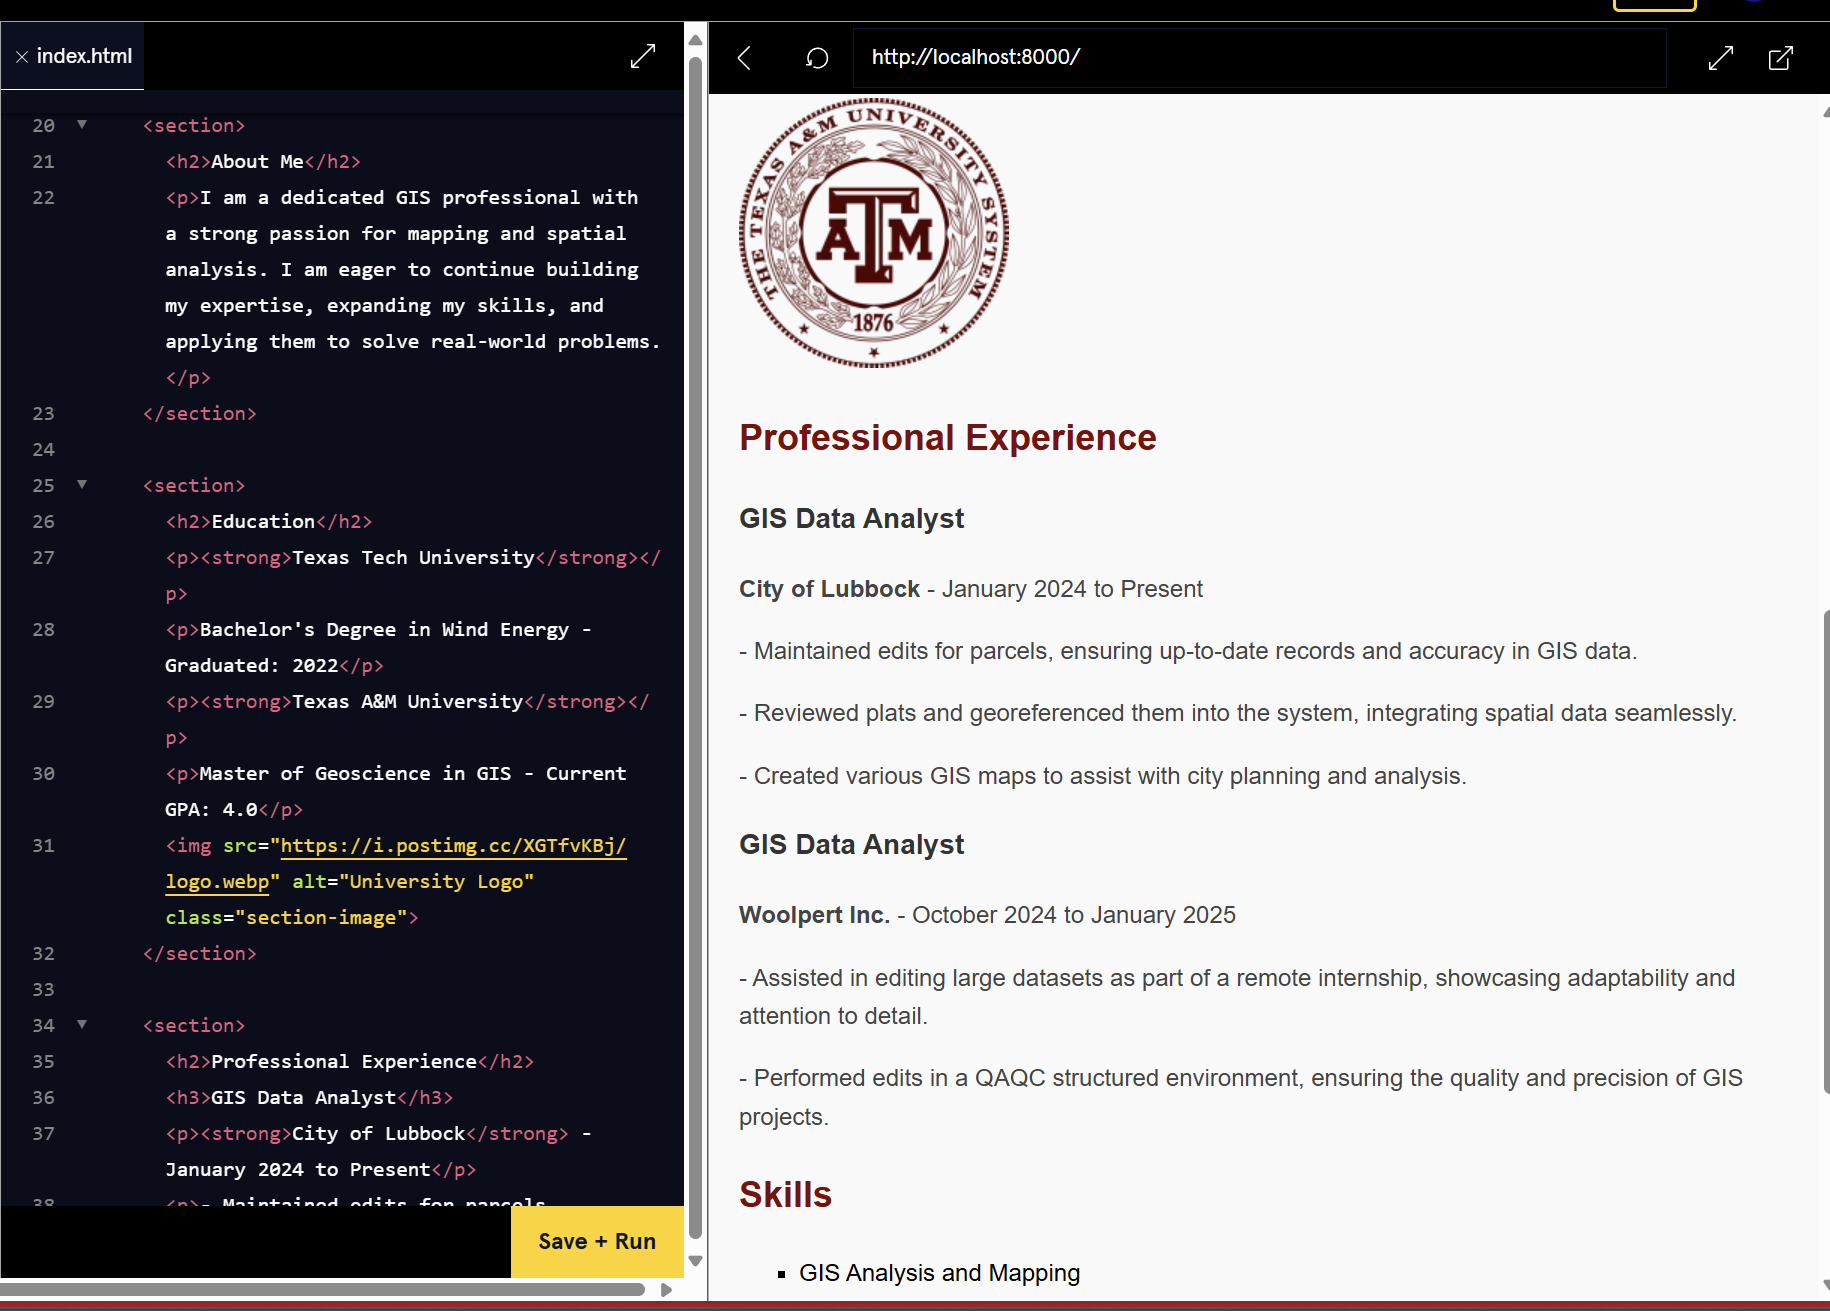 index.html
20 <section>
21 <h2>About Me</h2>
22 <p>I am a dedicated GIS professional with
a strong passion for mapping and spatial
analysis. I am eager to continue building
my expertise, expanding my skills, and
applying them to solve real-world problems.
</p>
23 </section>
24
25 <section>
26 <h2>Education</h2>
27 <p><strong>Texas Tech University</strong></
p>
28 <p>Bachelor's Degree in Wind Energy -
Graduated: 2022</p>
29 <p><strong>Texas A&M University</strong></
p>
30 <p>Master of Geoscience in GIS - Current
GPA: 4.0</p>
31 <img src="https://i.postimg.cc/XGTfvKBj/
logo.webp" alt="University Logo"
class="section-image">
32 </section>
33
34 <section>
35 <h2>Professional Experience</h2>
36 <h3>GIS Data Analyst</h3>
37 <p><strong>City of Lubbock</strong> -
January 2024 to Present</p>
38 <p>- Maintained edits for parcels
Save + Run
http://localhost:8000/
THE TEXAS A&M UNIVERSITY SYSTEM
ATM
1876
Professional Experience
GIS Data Analyst
City of Lubbock - January 2024 to Present
- Maintained edits for parcels, ensuring up-to-date records and accuracy in GIS data.
- Reviewed plats and georeferenced them into the system, integrating spatial data seamlessly.
- Created various GIS maps to assist with city planning and analysis.
GIS Data Analyst
Woolpert Inc. - October 2024 to January 2025
- Assisted in editing large datasets as part of a remote internship, showcasing adaptability and
attention to detail.
- Performed edits in a QAQC structured environment, ensuring the quality and precision of GIS
projects.
Skills
▪ GIS Analysis and Mapping